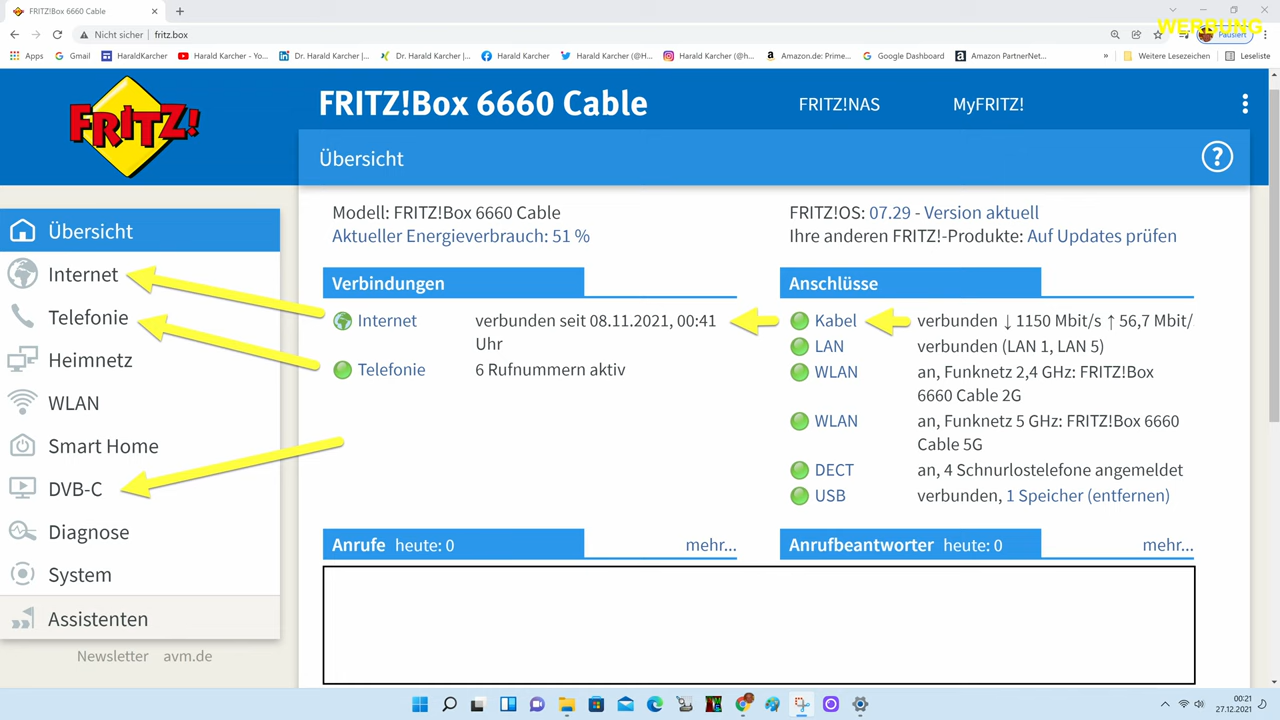 FRITZ!Box 6660 Cable
WERBUNG
Nicht sicher | fritz.box
Pausiert
Apps
Gmail
HaraldKarcher
Harald Karcher - Yo...
Dr. Harald Karcher |...
Dr. Harald Karcher |...
Harald Karcher
Harald Karcher (@H...
Harald Karcher (@h...
Amazon.de: Prime...
Google Dashboard
Amazon PartnerNet...
»
Weitere Lesezeichen
Leseliste
FRITZ!
FRITZ!Box 6660 Cable
FRITZ!NAS
MyFRITZ!
Übersicht
?
Übersicht
Internet
Telefonie
Heimnetz
WLAN
Smart Home
DVB-C
Diagnose
System
Assistenten
Newsletter avm.de
Modell: FRITZ!Box 6660 Cable
Aktueller Energieverbrauch: 51 %
FRITZ!OS: 07.29 - Version aktuell
Ihre anderen FRITZ!-Produkte: Auf Updates prüfen
Verbindungen
Internet verbunden seit 08.11.2021, 00:41
Uhr
Telefonie 6 Rufnummern aktiv
Anschlüsse
Kabel verbunden ↓ 1150 Mbit/s ↑ 56,7 Mbit/
LAN verbunden (LAN 1, LAN 5)
WLAN an, Funknetz 2,4 GHz: FRITZ!Box
6660 Cable 2G
WLAN an, Funknetz 5 GHz: FRITZ!Box 6660
Cable 5G
DECT an, 4 Schnurlostelefone angemeldet
USB verbunden, 1 Speicher (entfernen)
Anrufe heute: 0 mehr...
Anrufbeantworter heute: 0 mehr...
00:21
27.12.2021